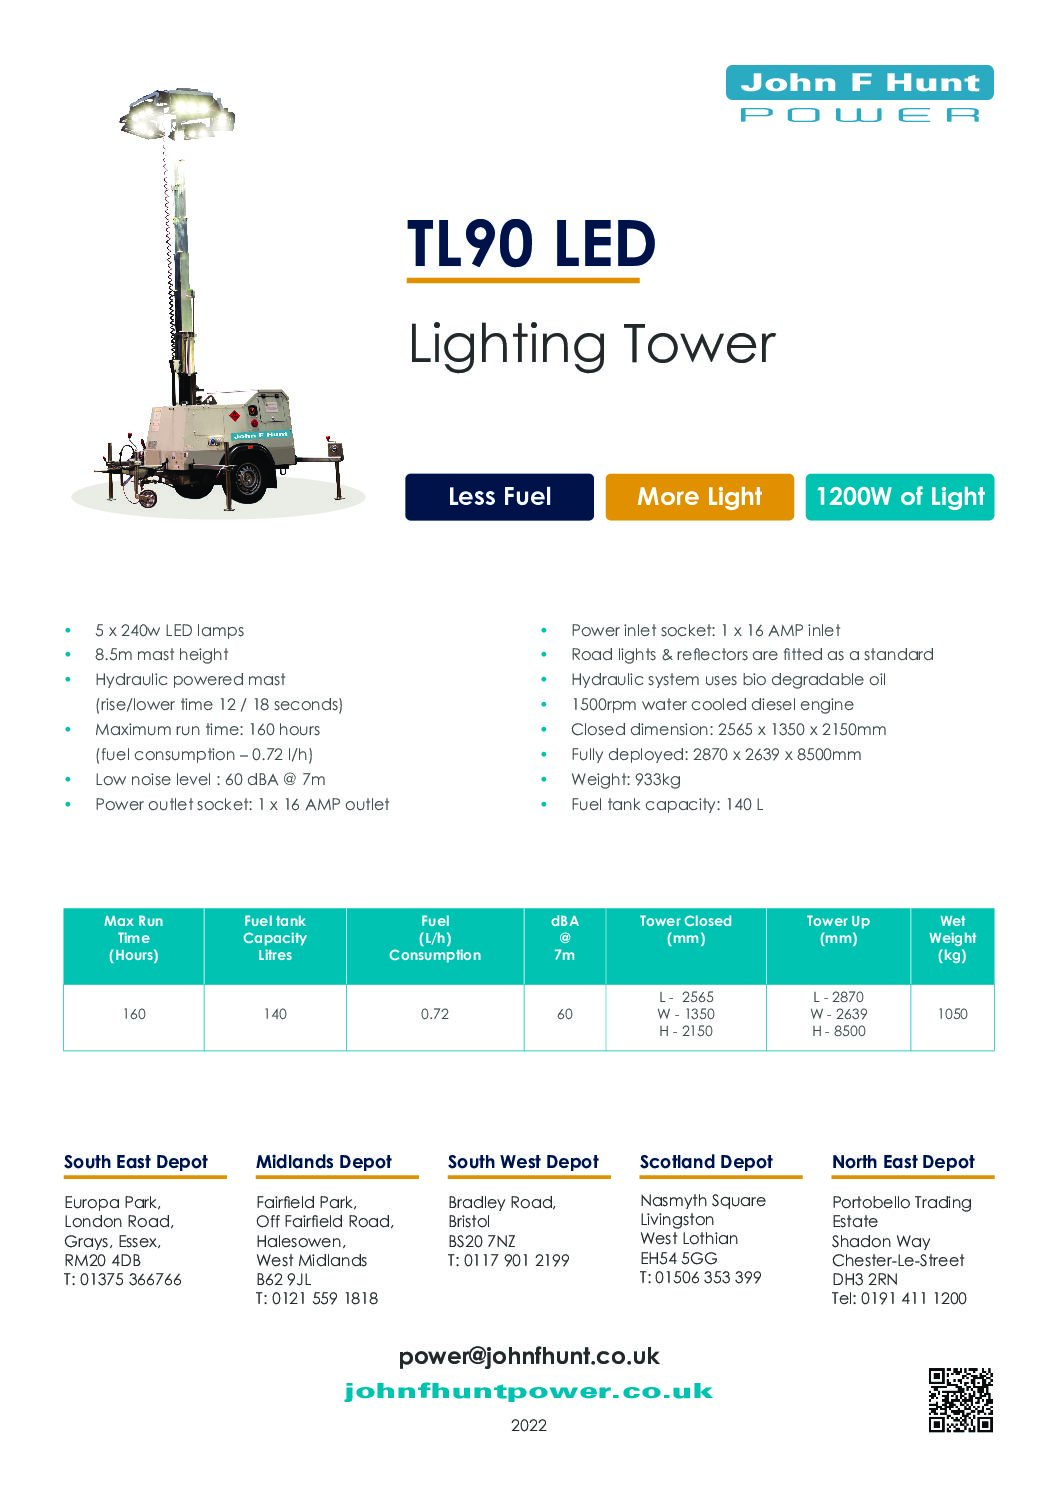 John F Hunt
POWER
TL90 LED
Lighting Tower
John F Hunt
Less Fuel
More Light
1200W of Light
• 5 x 240w LED lamps
• 8.5m mast height
• Hydraulic powered mast
(rise/lower time 12 / 18 seconds)
• Maximum run time: 160 hours
(fuel consumption – 0.72 l/h)
• Low noise level : 60 dBA @ 7m
• Power outlet socket: 1 x 16 AMP outlet
• Power inlet socket: 1 x 16 AMP inlet
• Road lights & reflectors are fitted as a standard
• Hydraulic system uses bio degradable oil
• 1500rpm water cooled diesel engine
• Closed dimension: 2565 x 1350 x 2150mm
• Fully deployed: 2870 x 2639 x 8500mm
• Weight: 933kg
• Fuel tank capacity: 140 L
Max Run
Time
(Hours)
Fuel tank
Capacity
Litres
Fuel
(L/h)
Consumption
dBA
@
7m
Tower Closed
(mm)
Tower Up
(mm)
Wet
Weight
(kg)
160
140
0.72
60
L - 2565
W - 1350
H - 2150
L - 2870
W - 2639
H - 8500
1050
South East Depot
Europa Park,
London Road,
Grays, Essex,
RM20 4DB
T: 01375 366766
Midlands Depot
Fairfield Park,
Off Fairfield Road,
Halesowen,
West Midlands
B62 9JL
T: 0121 559 1818
South West Depot
Bradley Road,
Bristol
BS20 7NZ
T: 0117 901 2199
Scotland Depot
Nasmyth Square
Livingston
West Lothian
EH54 5GG
T: 01506 353 399
North East Depot
Portobello Trading
Estate
Shadon Way
Chester-Le-Street
DH3 2RN
Tel: 0191 411 1200
power@johnfhunt.co.uk
johnfhuntpower.co.uk
2022